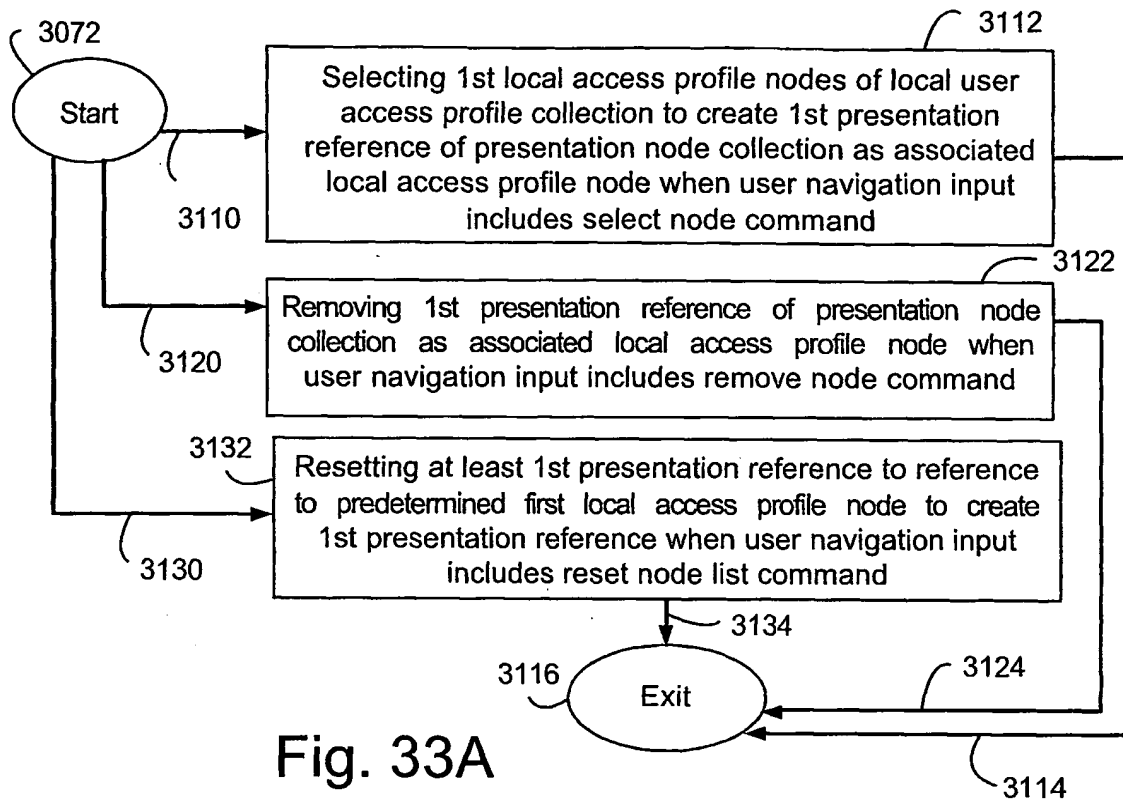 3072
Start
3110
3112
Selecting 1st local access profile nodes of local user
access profile collection to create 1st presentation
reference of presentation node collection as associated
local access profile node when user navigation input
includes select node command
3120
3122
Removing 1st presentation reference of presentation node
collection as associated local access profile node when
user navigation input includes remove node command
3132
Resetting at least 1st presentation reference to reference
to predetermined first local access profile node to create
1st presentation reference when user navigation input
includes reset node list command
3130
3134
3116
Exit
3124
3114
Fig. 33A